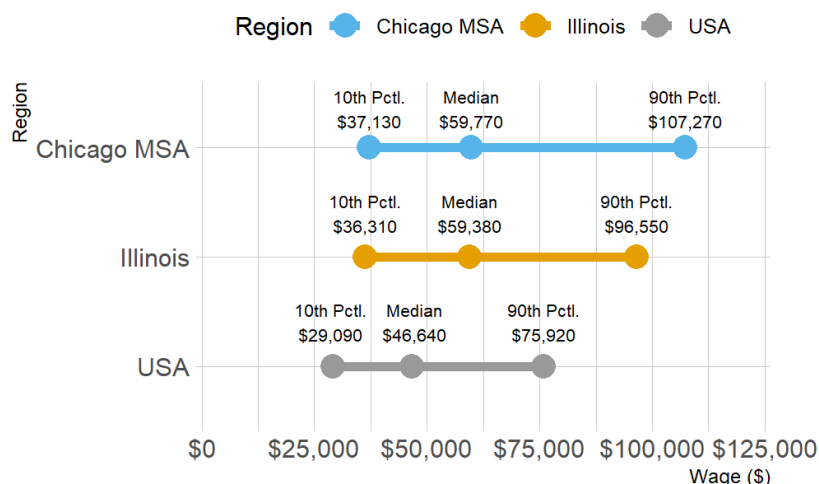 Region Chicago MSA Illinois USA
Region
10th Pctl. Median 90th Pctl.
$37,130 $59,770 $107,270
Chicago MSA
10th Pctl. Median 90th Pctl.
$36,310 $59,380 $96,550
Illinois
10th Pctl. Median 90th Pctl.
$29,090 $46,640 $75,920
USA
$0 $25,000 $50,000 $75,000 $100,000 $125,000
Wage ($)